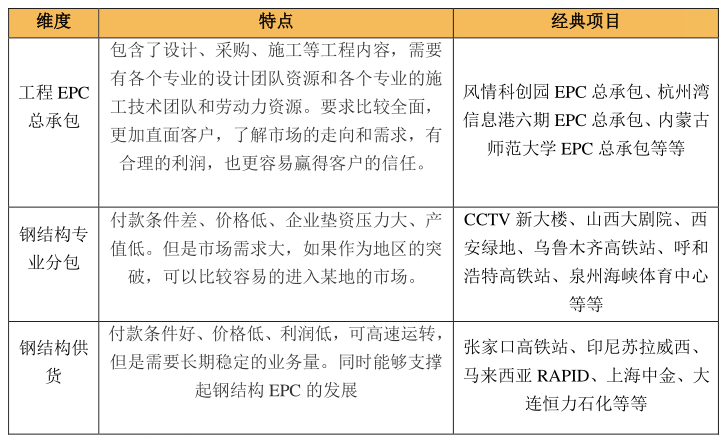 维度
特点
经典项目
工程 EPC
总承包
包含了设计、采购、施工等工程内容，需要
有各个专业的设计团队资源和各个专业的施
工技术团队和劳动力资源。要求比较全面，
更加直面客户，了解市场的走向和需求，有
合理的利润，也更容易赢得客户的信任。
风情科创园 EPC 总承包、杭州湾
信息港六期 EPC 总承包、内蒙古
师范大学 EPC 总承包等等
钢结构专
业分包
付款条件差、价格低、企业垫资压力大、产
值低。但是市场需求大，如果作为地区的突
破，可以比较容易的进入某地的市场。
CCTV 新大楼、山西大剧院、西
安绿地、乌鲁木齐高铁站、呼和
浩特高铁站、泉州海峡体育中心
等等
钢结构供
货
付款条件好、价格低、利润低，可高速运转，
但是需要长期稳定的业务量。同时能够支撑
起钢结构 EPC 的发展
张家口高铁站、印尼苏拉威西、
马来西亚 RAPID、上海中金、大
连恒力石化等等